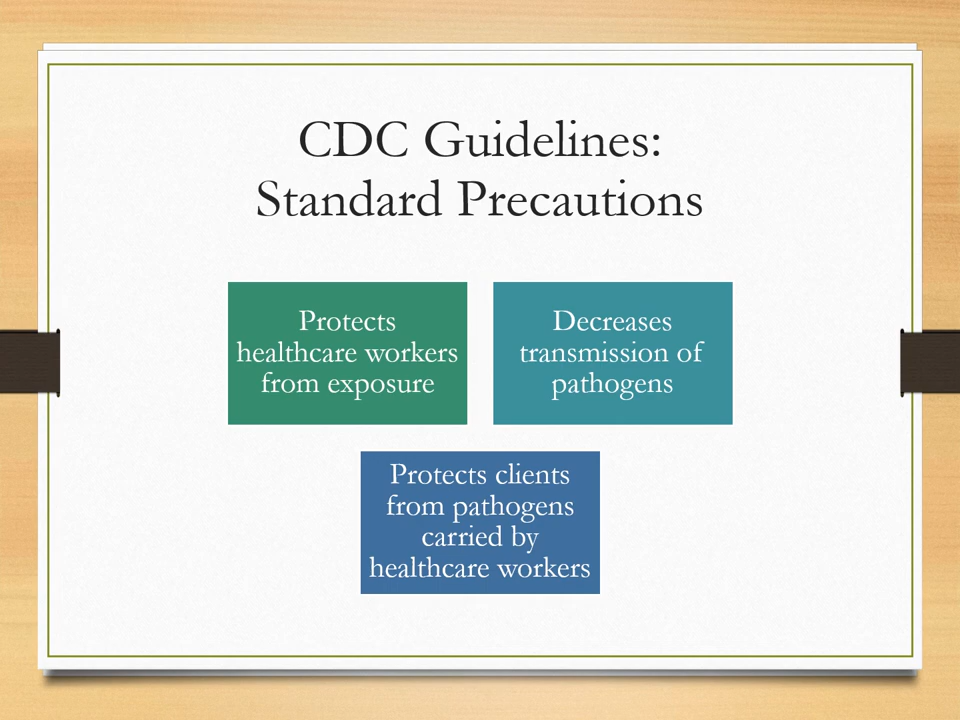 CDC Guidelines:
Standard Precautions
Protects
healthcare workers
from exposure
Decreases
transmission of
pathogens
Protects clients
from pathogens
carried by
healthcare workers